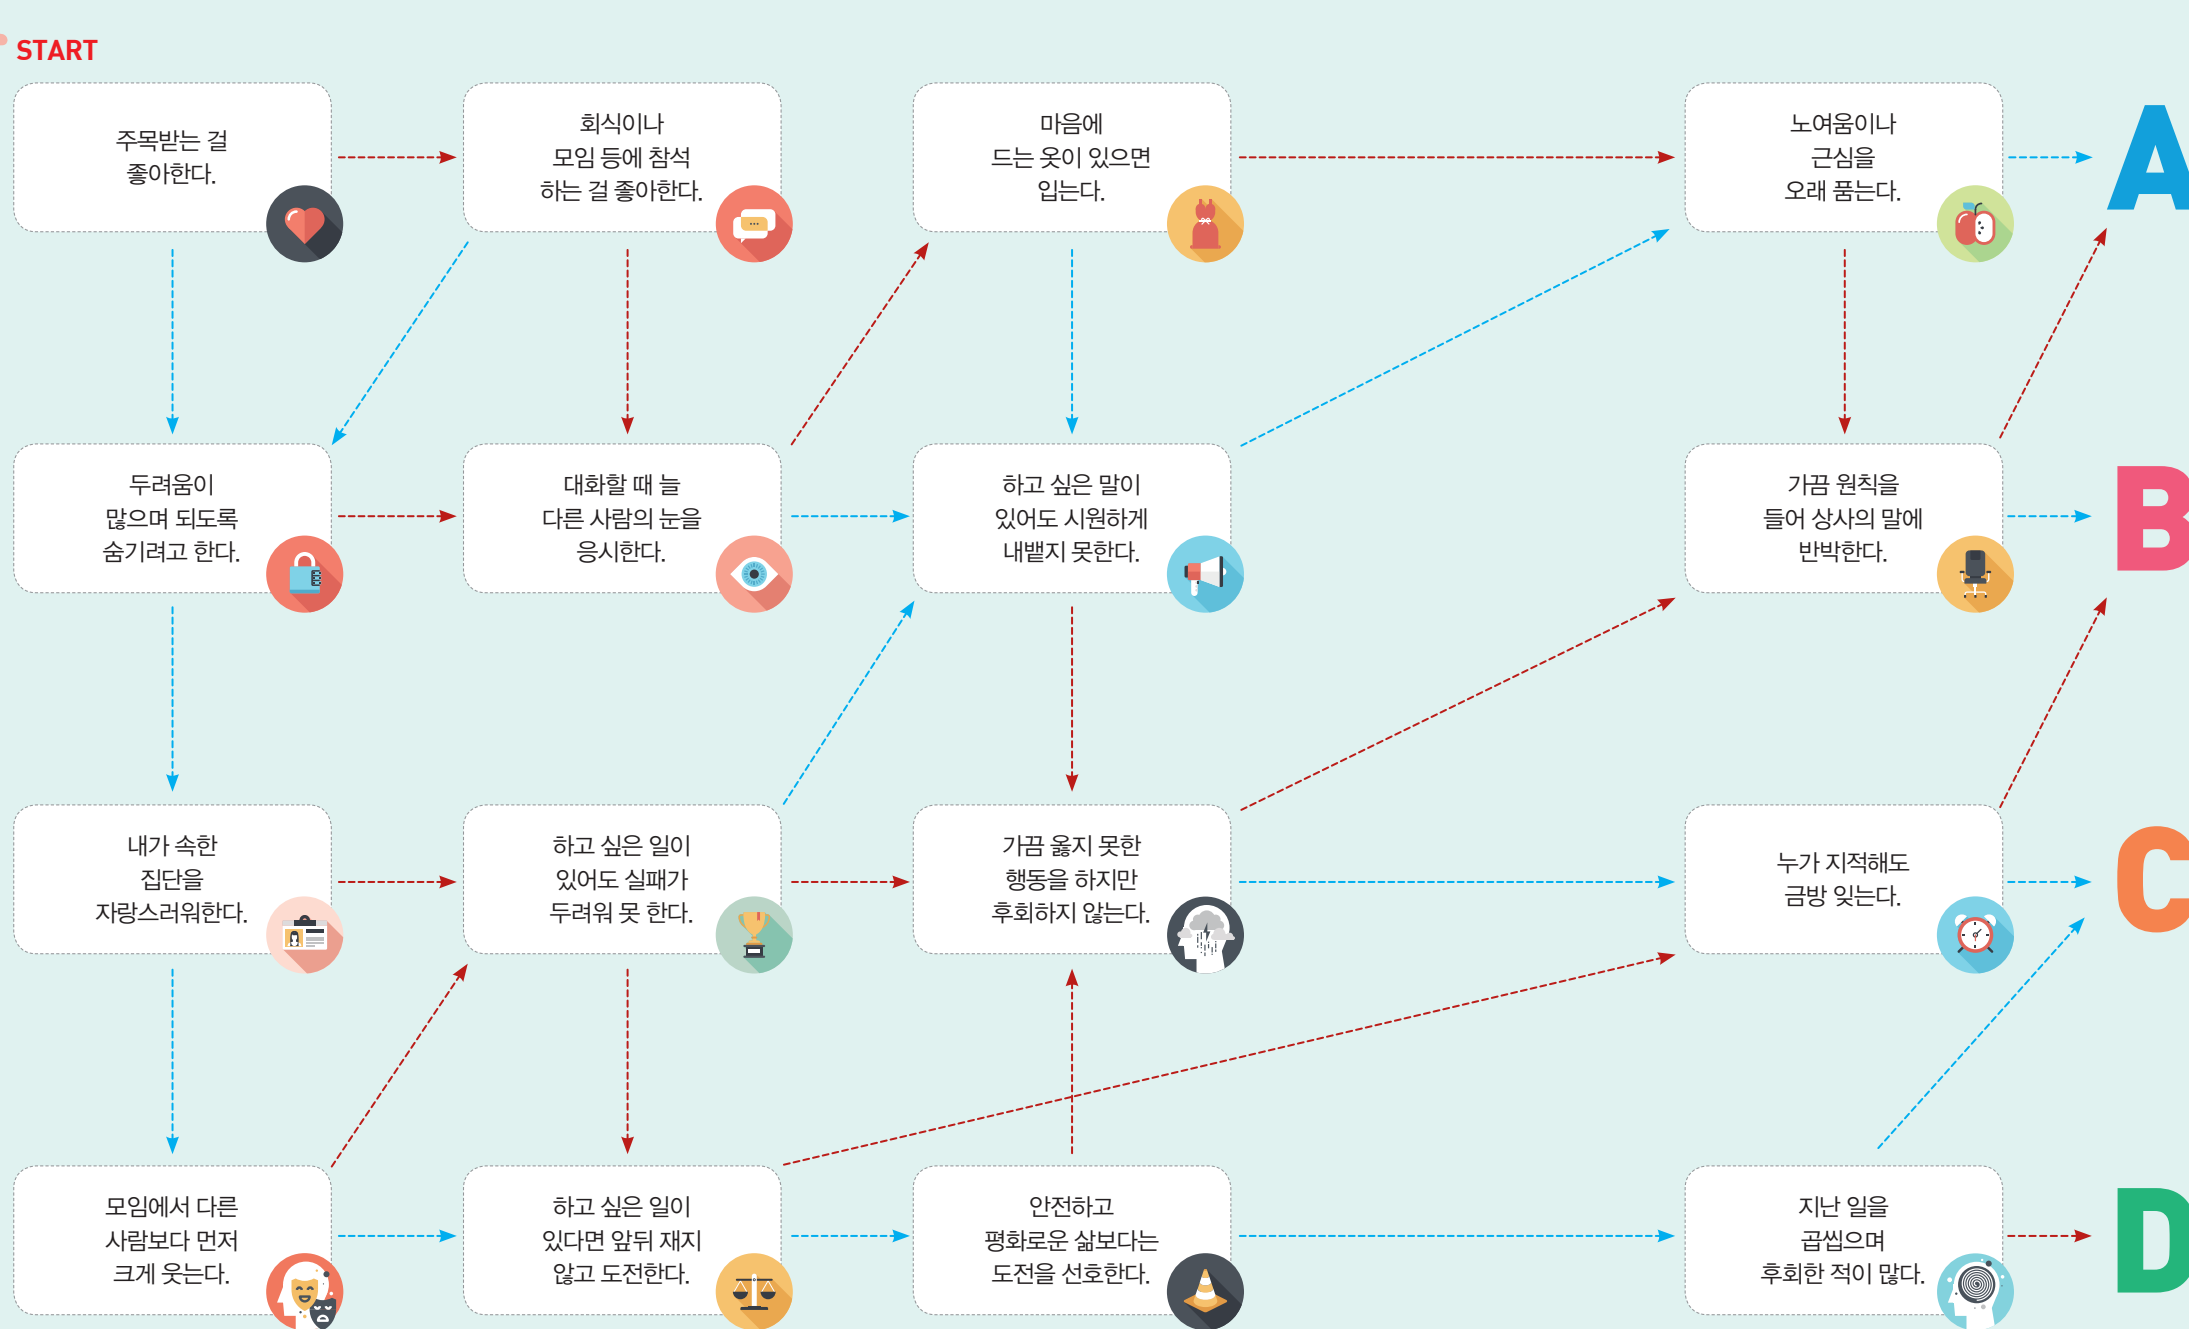 START
주목받는 걸
좋아한다.
회식이나
모임 등에 참석
하는 걸 좋아한다.
마음에
드는 옷이 있으면
입는다.
노여움이나
근심을
오래 품는다.
A
두려움이
많으며 되도록
숨기려고 한다.
대화할 때 늘
다른 사람의 눈을
응시한다.
하고 싶은 말이
있어도 시원하게
내뱉지 못한다.
가끔 원칙을
들어 상사의 말에
반박한다.
B
내가 속한
집단을
자랑스러워한다.
하고 싶은 일이
있어도 실패가
두려워 못 한다.
가끔 옳지 못한
행동을 하지만
후회하지 않는다.
누가 지적해도
금방 잊는다.
C
모임에서 다른
사람보다 먼저
크게 웃는다.
하고 싶은 일이
있다면 앞뒤 재지
않고 도전한다.
안전하고
평화로운 삶보다는
도전을 선호한다.
지난 일을
곱씹으며
후회한 적이 많다.
D